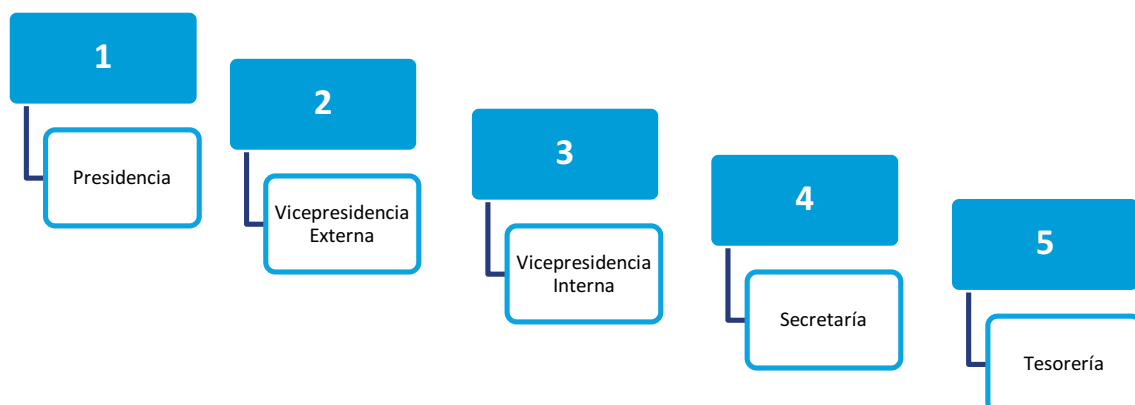 1
Presidencia
2
Vicepresidencia
Externa
3
Vicepresidencia
Interna
4
Secretaría
5
Tesorería